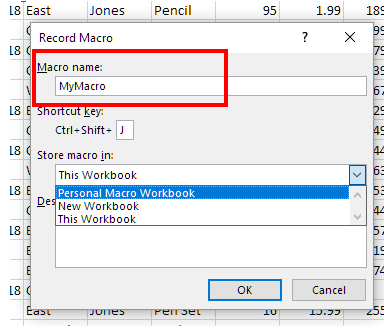 18 East Jones Pencil 95 1.99 189
Record Macro ? ×
Macro name:
MyMacro
Shortcut key:
Ctrl+Shift+ J
Store macro in:
This Workbook
Personal Macro Workbook
New Workbook
This Workbook
Des
OK Cancel
East Jones Pen Set 16 15.99 255